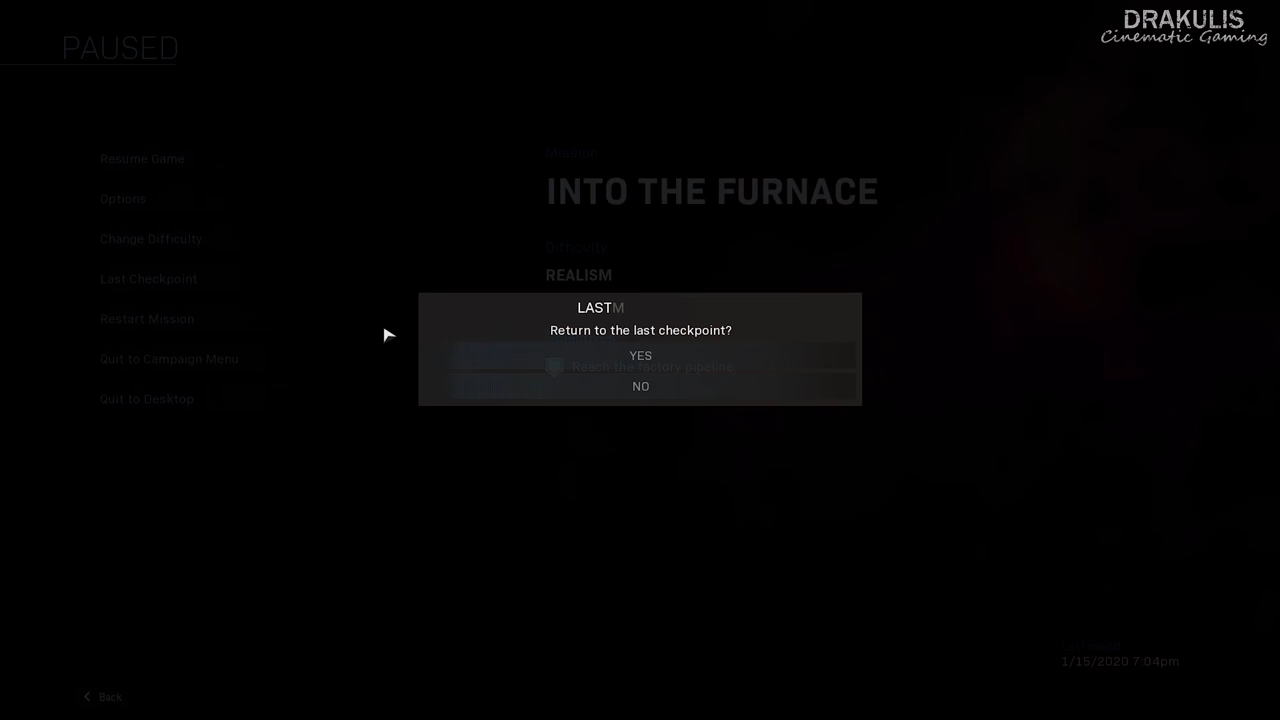 DRAKULIS
Cinematic Gaming
PAUSED
Resume Game
Options
Change Difficulty
Last Checkpoint
Restart Mission
Quit to Campaign Menu
Quit to Desktop
Mission
INTO THE FURNACE
Difficulty
REALISM
LASTM
Return to the last checkpoint?
YES
Reach the factory pipeline
NO
1/15/2020 7:04pm
Back